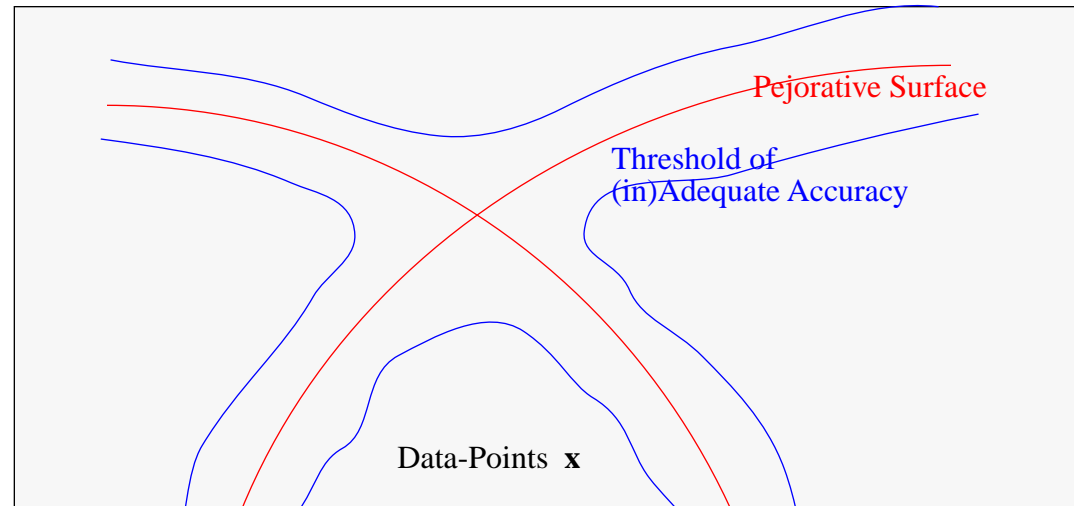 Pejorative Surface
Threshold of
(in)Adequate Accuracy
Data-Points x